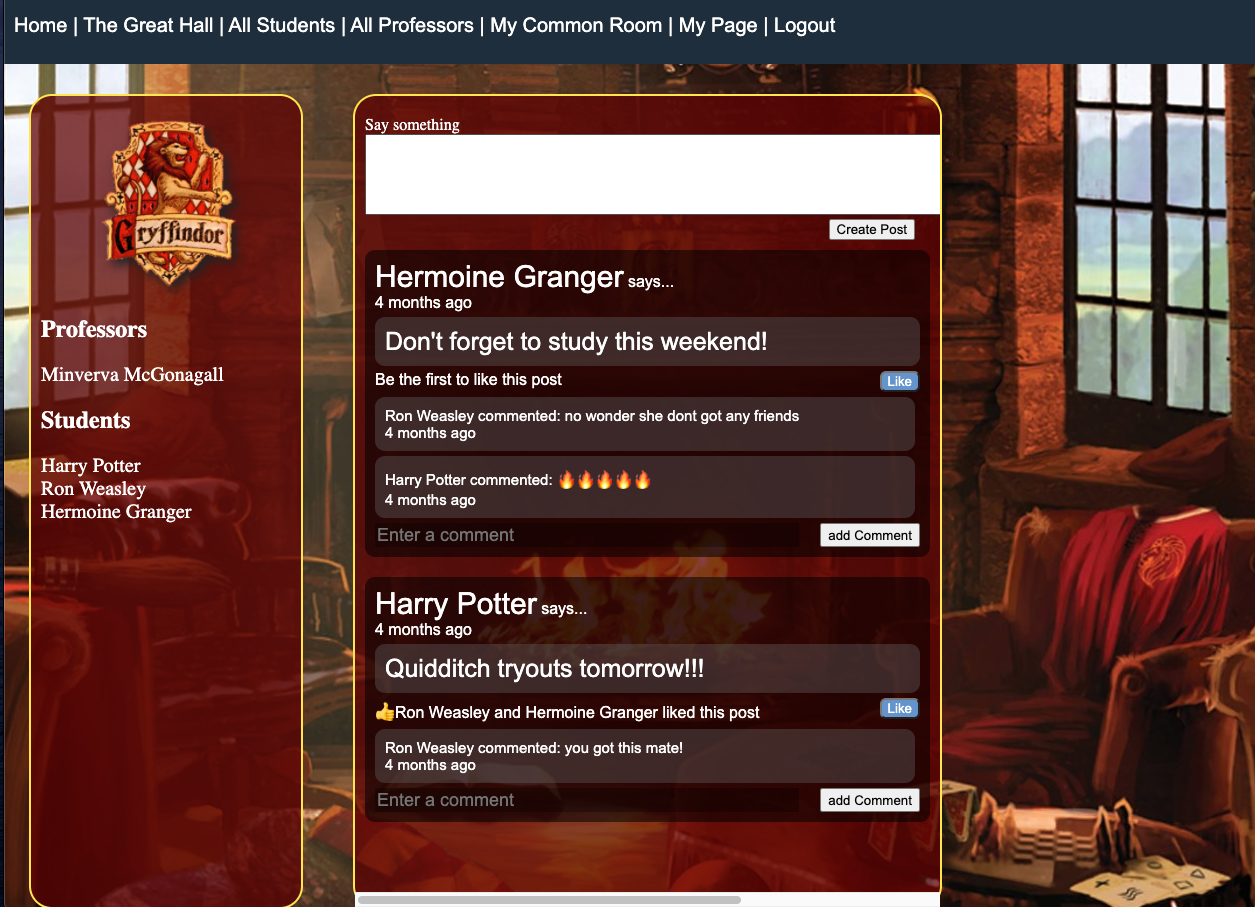 Home | The Great Hall | All Students | All Professors | My Common Room | My Page | Logout
Gryffindor
Professors
Minverva McGonagall
Students
Harry Potter
Ron Weasley
Hermoine Granger
Say something
Create Post
Hermoine Granger says...
4 months ago
Don't forget to study this weekend!
Be the first to like this post
Like
Ron Weasley commented: no wonder she dont got any friends
4 months ago
Harry Potter commented: 🔥🔥🔥🔥🔥
4 months ago
Enter a comment
add Comment
Harry Potter says...
4 months ago
Quidditch tryouts tomorrow!!!
👍Ron Weasley and Hermoine Granger liked this post
Like
Ron Weasley commented: you got this mate!
4 months ago
Enter a comment
add Comment